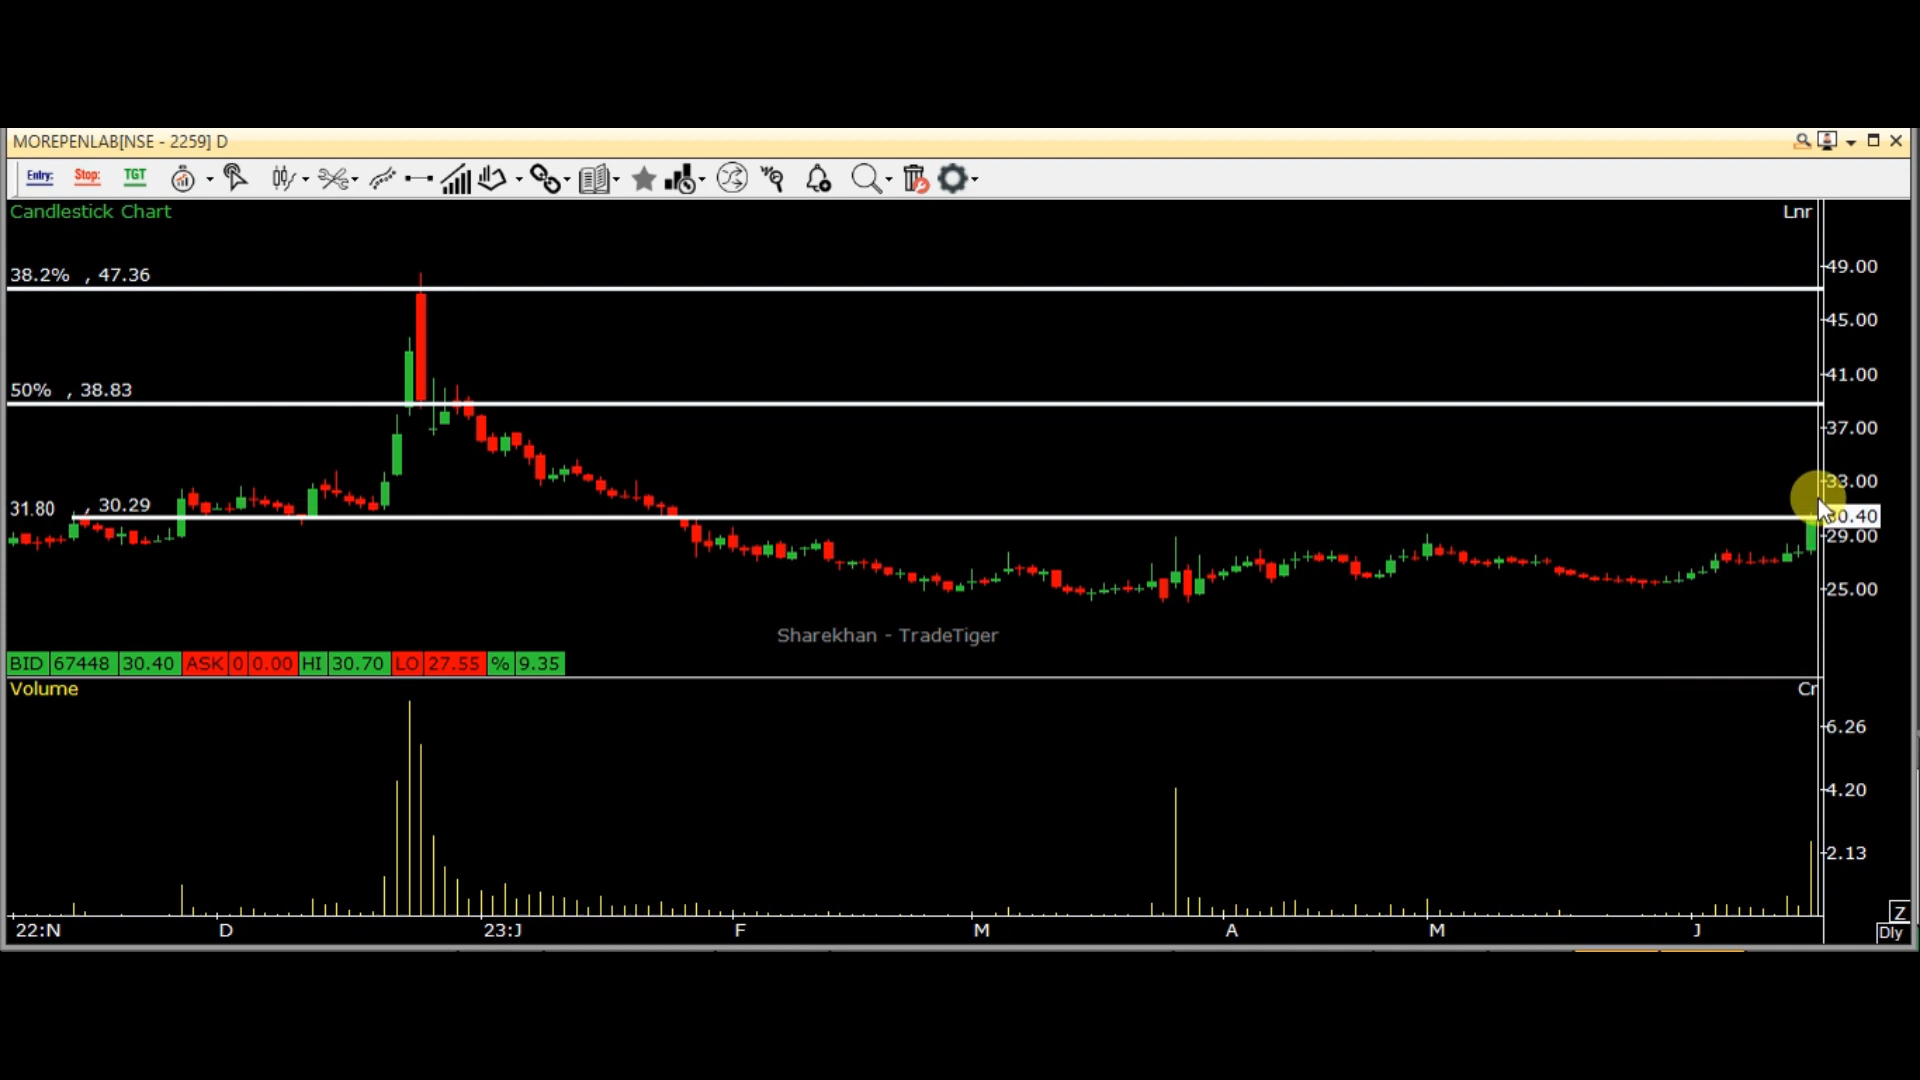 MOREPENLAB[NSE - 2259] D
Entry: Stop: TGT
Candlestick Chart Lnr
38.2% , 47.36
49.00
45.00
50% , 38.83
41.00
37.00
33.00
31.80 , 30.29
30.40
29.00
25.00
Sharekhan - TradeTiger
BID 67448 30.40 ASK 0 0.00 HI 30.70 LO 27.55 % 9.35
Volume Cr
6.26
4.20
2.13
Z
22:N D 23:J F M A M J Dly